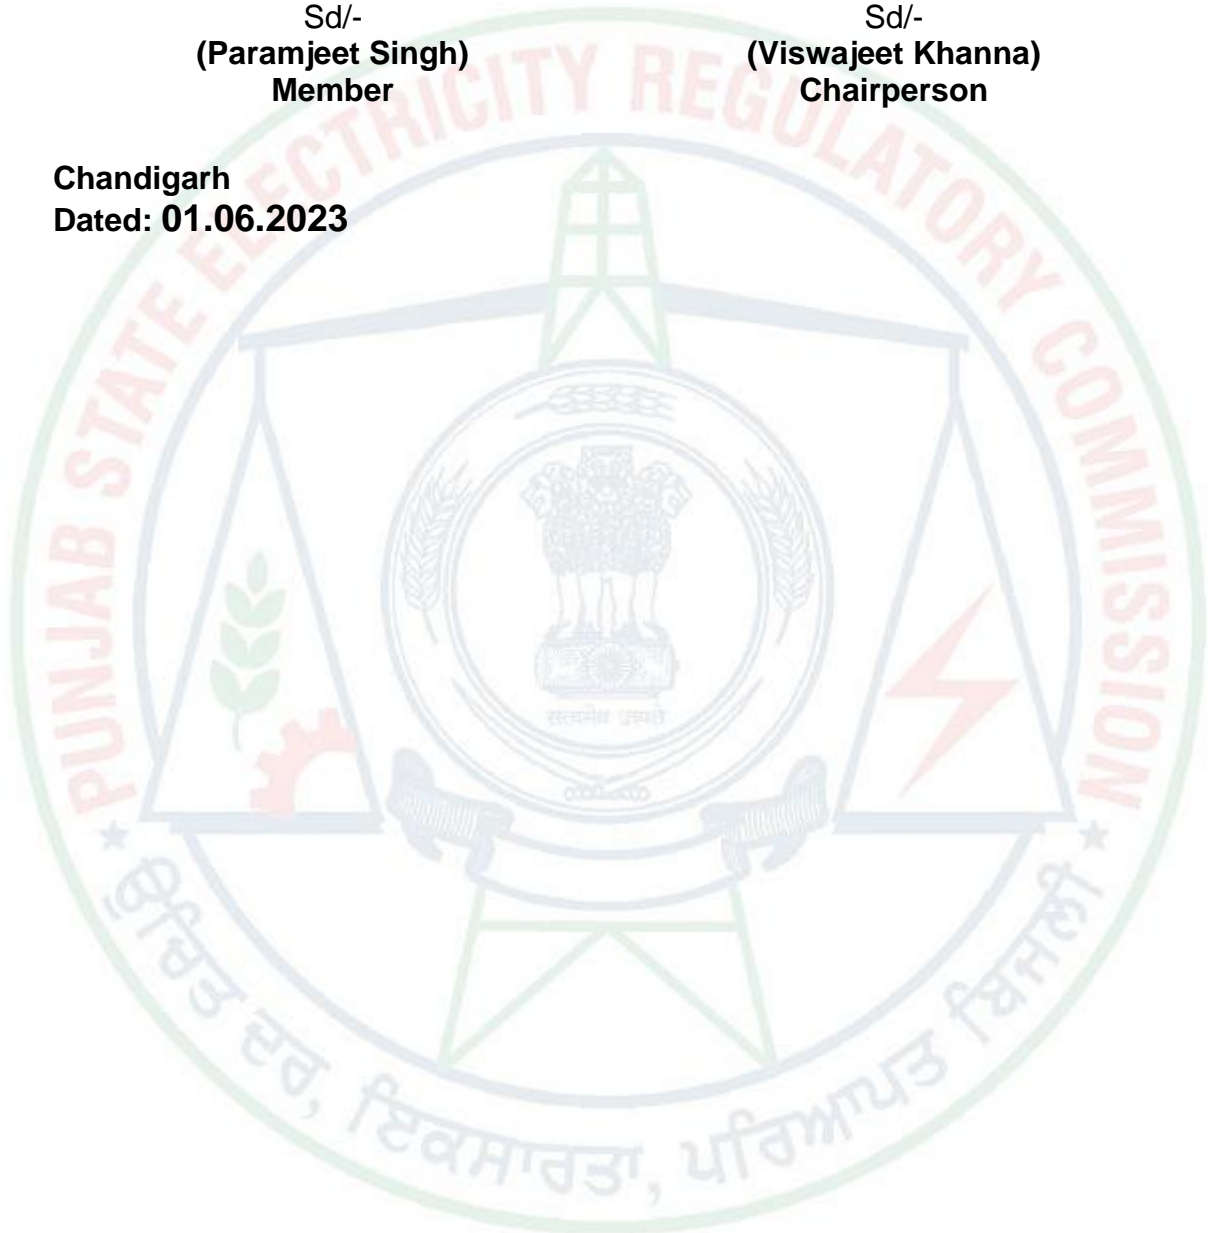 Sd/- Sd/-
(Paramjeet Singh) (Viswajeet Khanna)
Member Chairperson
Chandigarh
Dated: 01.06.2023
PUNJAB STATE ELECTRICITY REGULATORY COMMISSION
सत्यमेव जयते
ਉਚਿਤ ਦਰ, ਇਕਸਾਰਤਾ, ਪਰਿਆਪਤ ਬਿਜਲੀ